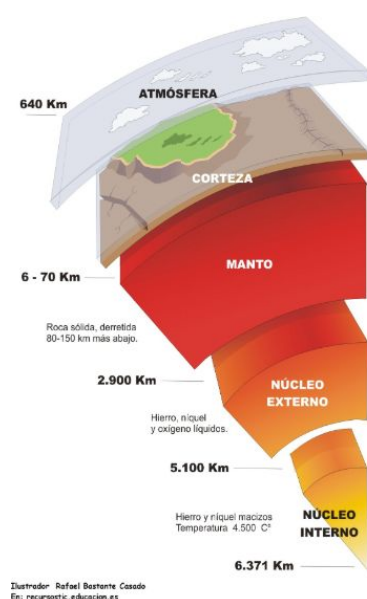 ATMÓSFERA
640 Km
CORTEZA
6 - 70 Km
MANTO
Roca sólida, derretida
80-150 km más abajo.
2.900 Km
NÚCLEO
EXTERNO
Hierro, níquel
y oxígeno líquidos.
5.100 Km
Hierro y níquel macizos
Temperatura 4.500 Cº
NÚCLEO
INTERNO
6.371 Km
Ilustrador Rafael Bastante Casado
En: recursostic.educacion.es